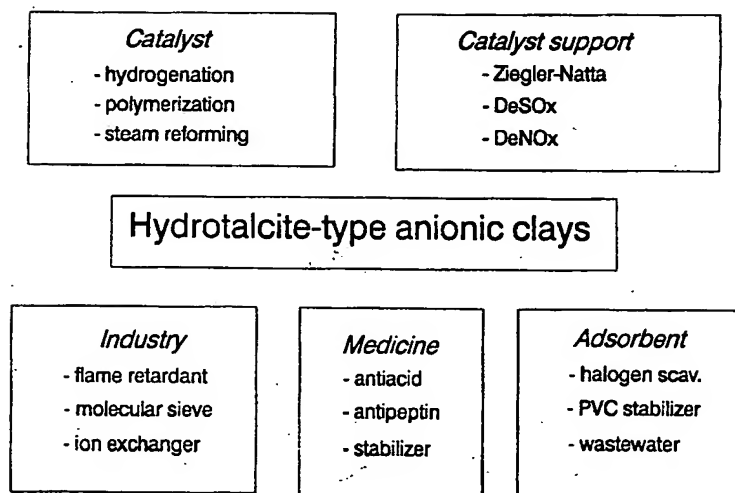 Catalyst
- hydrogenation
- polymerization
- steam reforming
Catalyst support
- Ziegler-Natta
- DeSOx
- DeNOx
Hydrotalcite-type anionic clays
Industry
- flame retardant
- molecular sieve
- ion exchanger
Medicine
- antiacid
- antipeptin
- stabilizer
Adsorbent
- halogen scav.
- PVC stabilizer
- wastewater